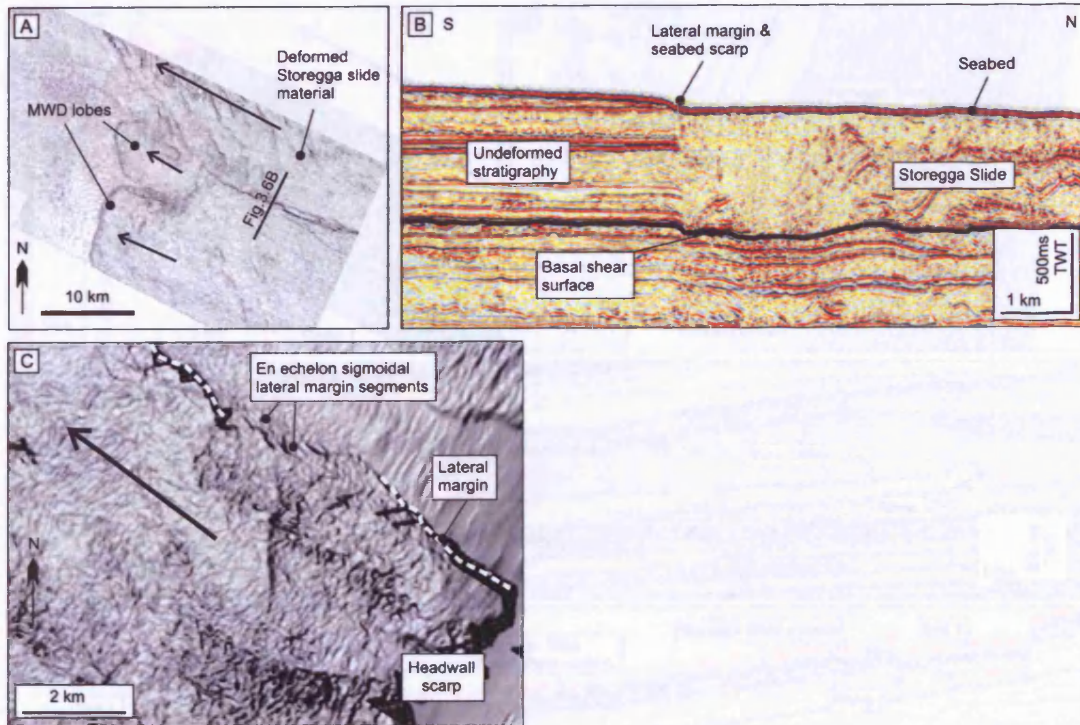 A
MWD lobes
Deformed
Storegga slide
material
Fig.3.6B
N
10 km
B
S
N
Lateral margin &
seabed scarp
Seabed
Undeformed
stratigraphy
Storegga Slide
Basal shear
surface
500ms
TWT
1 km
C
En echelon sigmoidal
lateral margin segments
Lateral
margin
N
Headwall
scarp
2 km